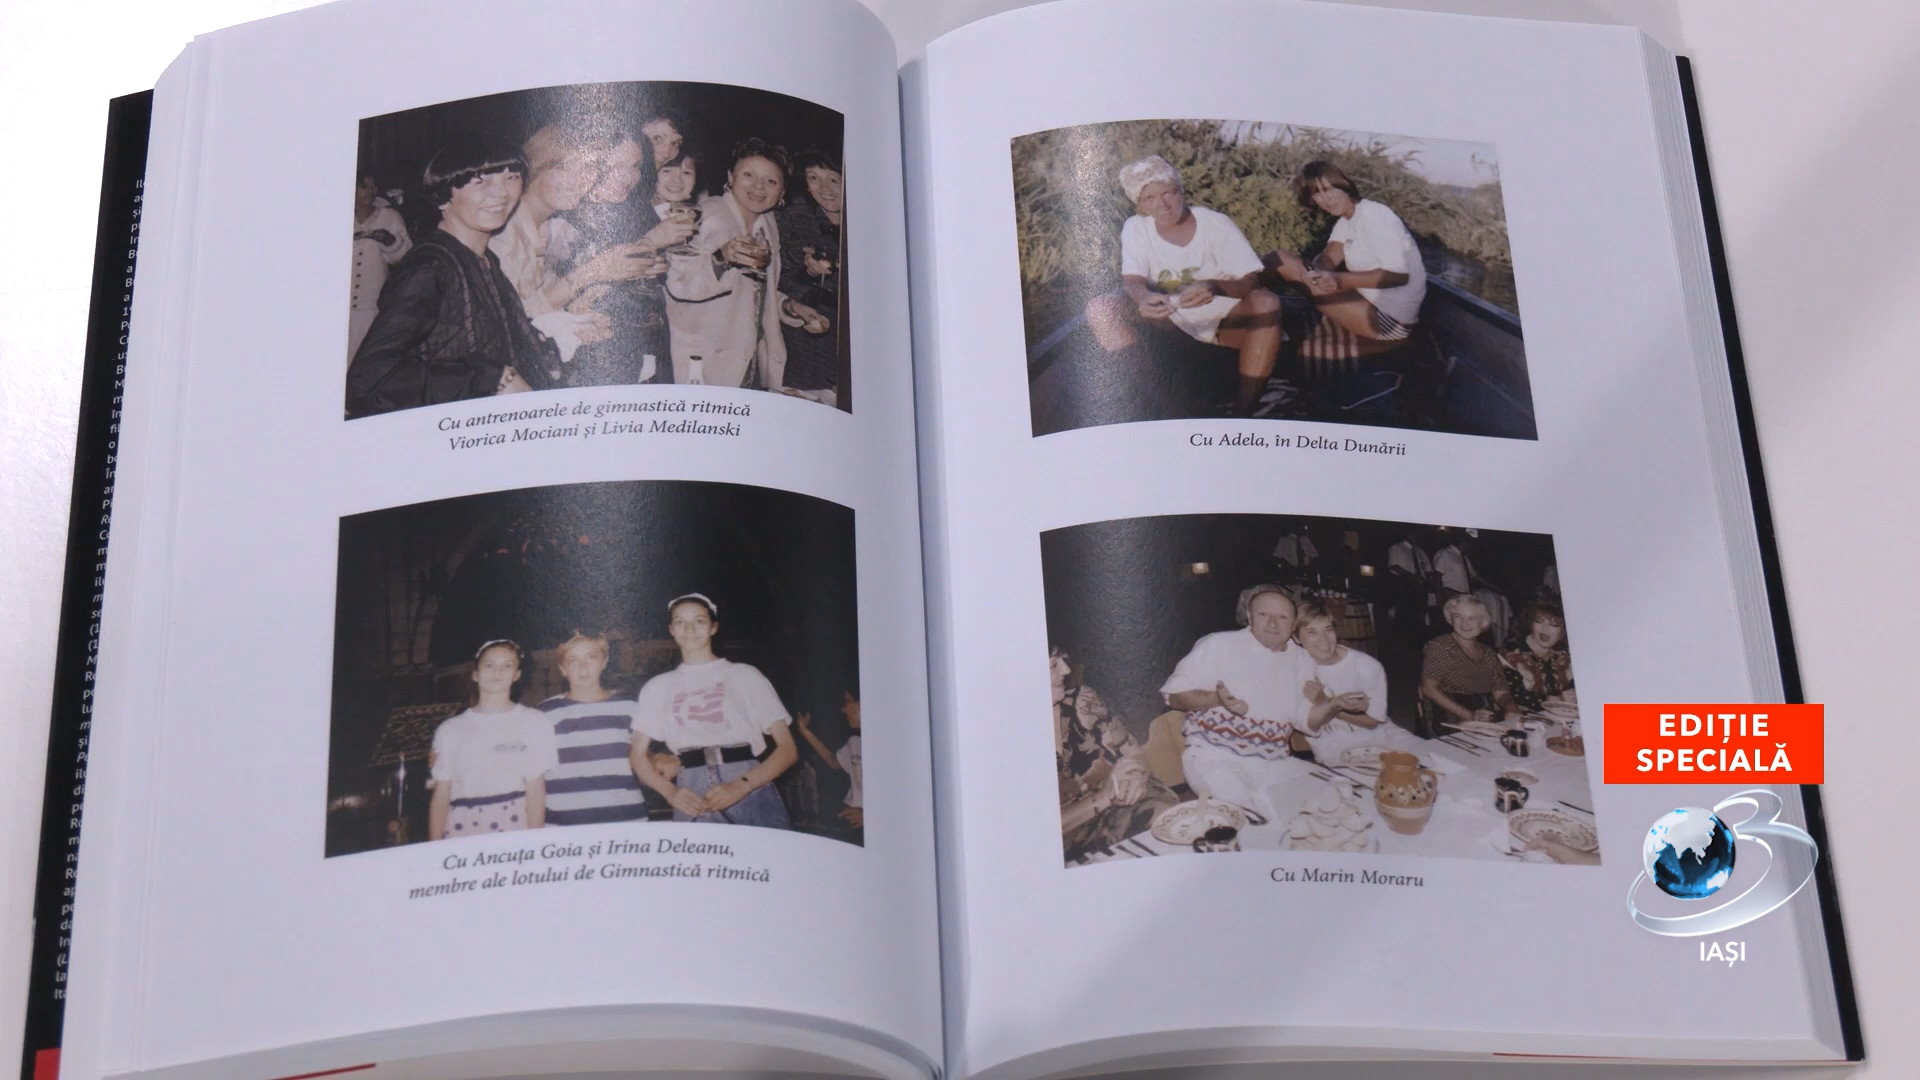 Cu antrenoarele de gimnastică ritmică
Viorica Mociani și Livia Medilanski
Cu Ancuța Goia și Irina Deleanu,
membre ale lotului de Gimnastică ritmică
Cu Adela, în Delta Dunării
Cu Marin Moraru
EDIȚIE
SPECIALĂ
3
IAȘI